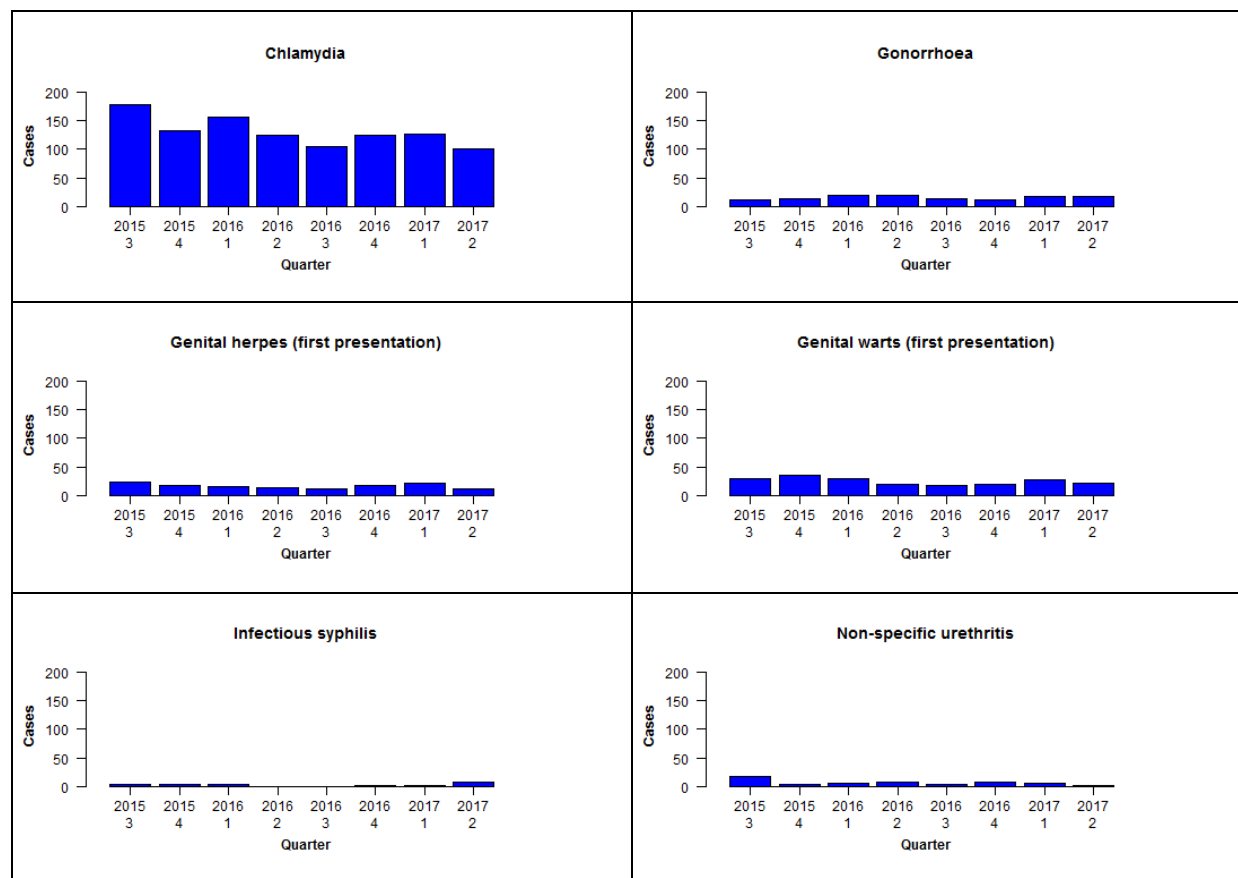 Chlamydia
200
150
100
50
0
Cases
2015 2015 2016 2016 2016 2016 2017 2017
3 4 1 2 3 4 1 2
Quarter
Gonorrhoea
200
150
100
50
0
Cases
2015 2015 2016 2016 2016 2016 2017 2017
3 4 1 2 3 4 1 2
Quarter
Genital herpes (first presentation)
200
150
100
50
0
Cases
2015 2015 2016 2016 2016 2016 2017 2017
3 4 1 2 3 4 1 2
Quarter
Genital warts (first presentation)
200
150
100
50
0
Cases
2015 2015 2016 2016 2016 2016 2017 2017
3 4 1 2 3 4 1 2
Quarter
Infectious syphilis
200
150
100
50
0
Cases
2015 2015 2016 2016 2016 2016 2017 2017
3 4 1 2 3 4 1 2
Quarter
Non-specific urethritis
200
150
100
50
0
Cases
2015 2015 2016 2016 2016 2016 2017 2017
3 4 1 2 3 4 1 2
Quarter